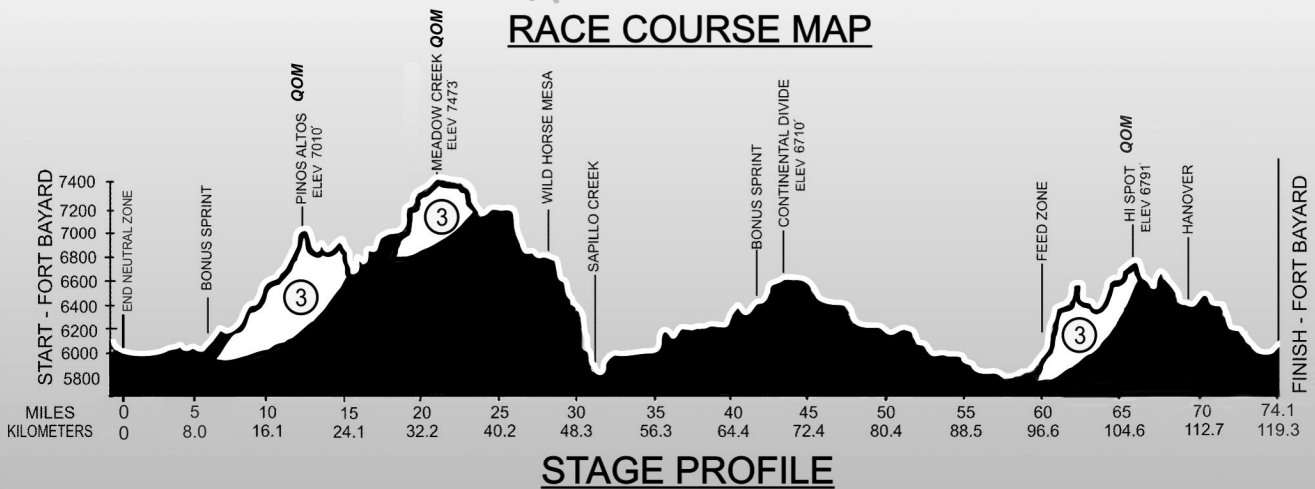 RACE COURSE MAP
START - FORT BAYARD
7400
7200
7000
6800
6600
6400
6200
6000
5800
END NEUTRAL ZONE
BONUS SPRINT
PINOS ALTOS QOM
ELEV 7010´
3
MEADOW CREEK QOM
ELEV 7473´
3
WILD HORSE MESA
SAPILLO CREEK
BONUS SPRINT
CONTINENTAL DIVIDE
ELEV 6710´
FEED ZONE
3
HI SPOT QOM
ELEV 6791´
HANOVER
FINISH - FORT BAYARD
MILES 0 5 10 15 20 25 30 35 40 45 50 55 60 65 70 74.1
KILOMETERS 0 8.0 16.1 24.1 32.2 40.2 48.3 56.3 64.4 72.4 80.4 88.5 96.6 104.6 112.7 119.3
STAGE PROFILE